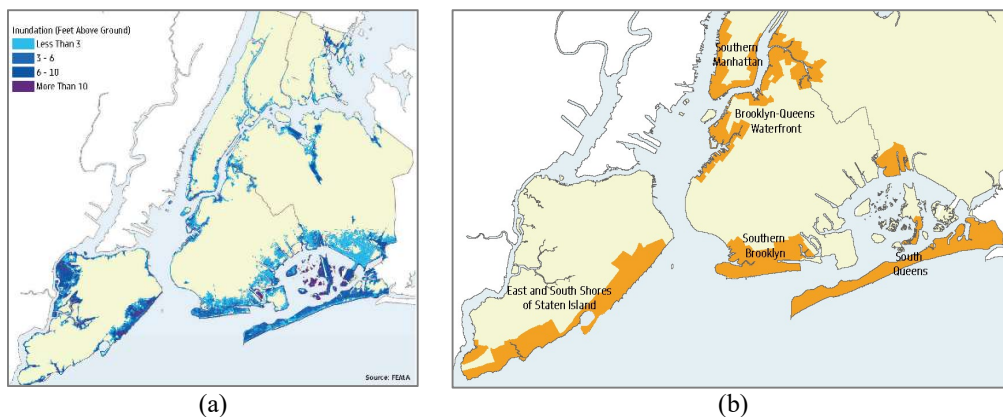 Inundation (Feet Above Ground)
Less Than 3
3 - 6
6 - 10
More Than 10
Source: FEMA
(a)
Southern
Manhattan
Brooklyn-Queens
Waterfront
Southern
Brooklyn
South
Queens
East and South Shores
of Staten Island
(b)